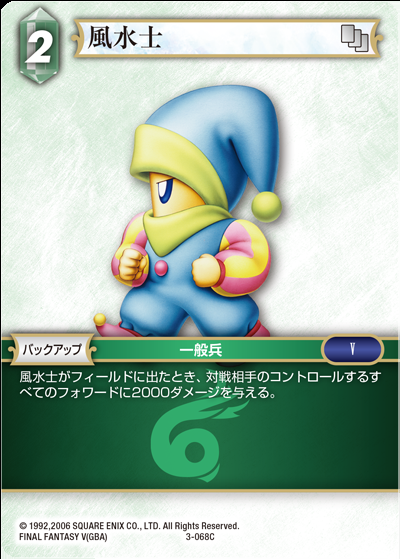 2
風水士
バックアップ
一般兵
V
風水士がフィールドに出たとき、対戦相手のコントロールするす
べてのフォワードに2000ダメージを与える。
© 1992,2006 SQUARE ENIX CO., LTD. All Rights Reserved.
FINAL FANTASY V(GBA)
3-068C